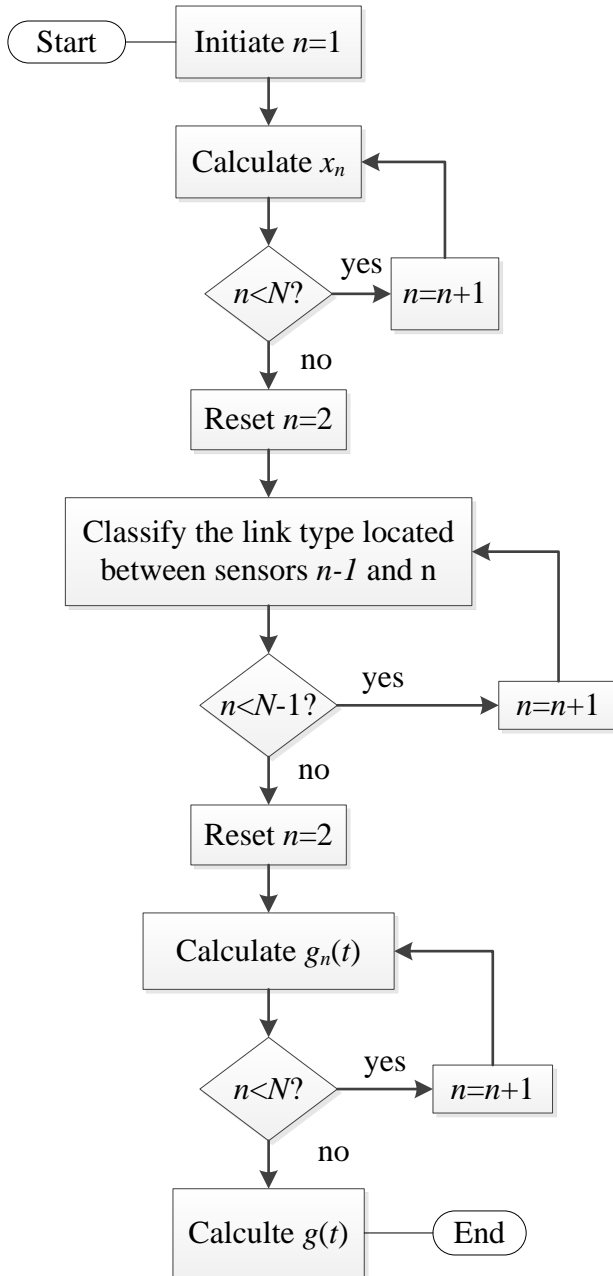 Start
Initiate n=1
Calculate xn
yes
n<N?
n=n+1
no
Reset n=2
Classify the link type located
between sensors n-1 and n
yes
n<N-1?
n=n+1
no
Reset n=2
Calculate gn(t)
yes
n<N?
n=n+1
no
Calculte g(t)
End